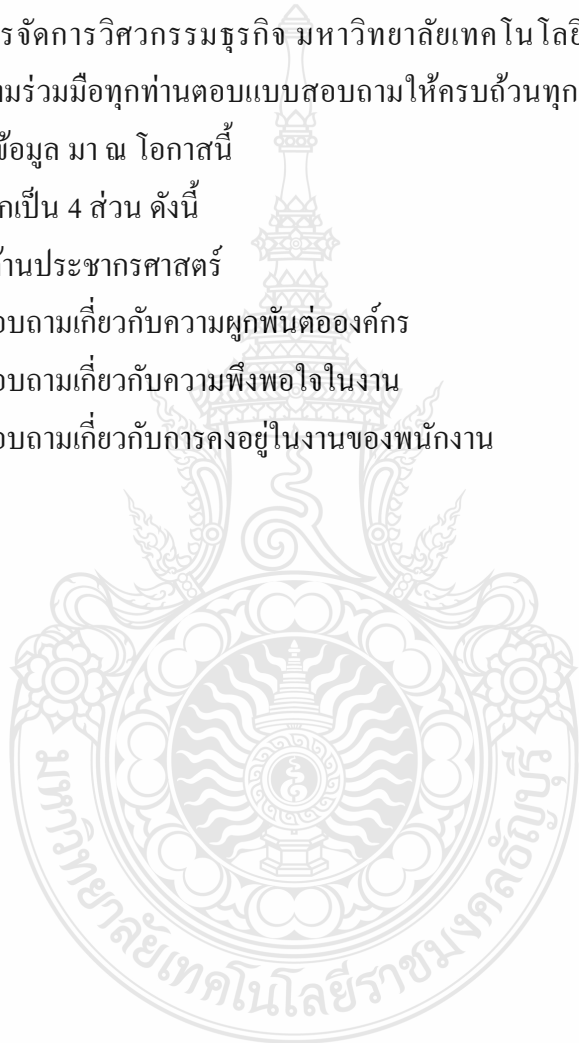 รจัดการวิศวกรรมธุรกิจ มหาวิทยาลัยเทคโนโลยี
ามร่วมมือทุกท่านตอบแบบสอบถามให้ครบถ้วนทุก
ข้อมูล มา ณ โอกาสนี้
กเป็น 4 ส่วน ดังนี้
ด้านประชากรศาสตร์
อบถามเกี่ยวกับความผูกพันต่อองค์กร
อบถามเกี่ยวกับความพึงพอใจในงาน
อบถามเกี่ยวกับการคงอยู่ในงานของพนักงาน
มหาวิทยาลัยเทคโนโลยีราชมงคลธัญบุรี